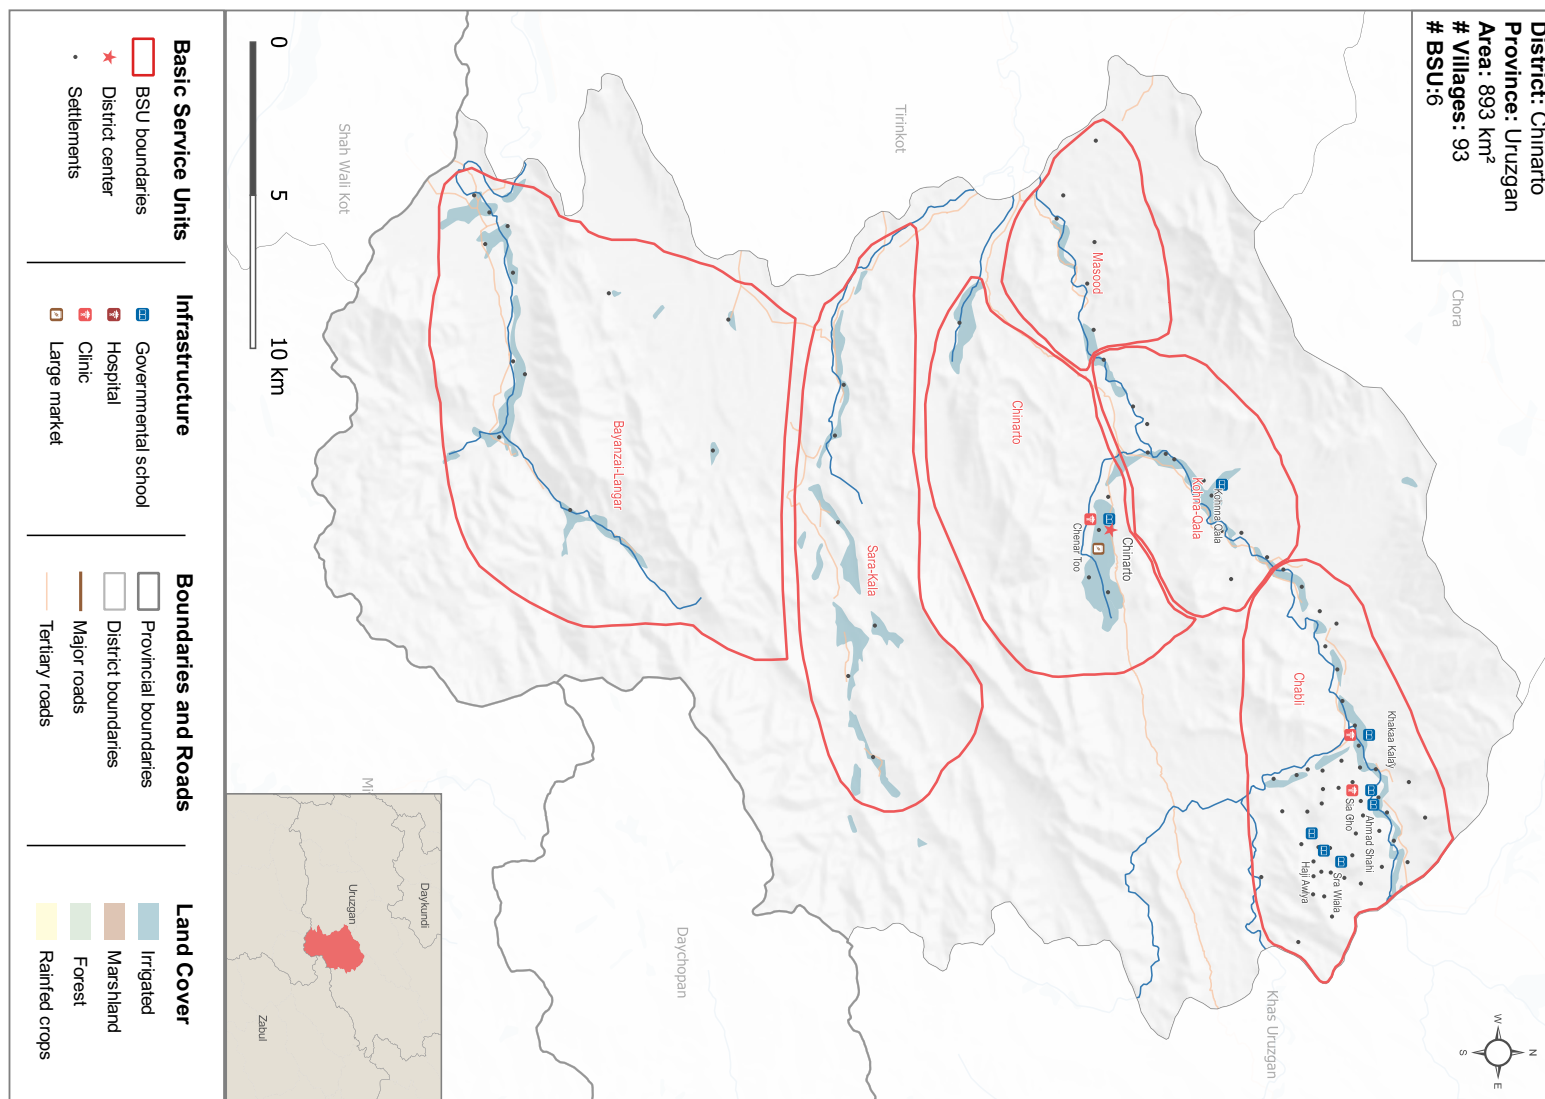 District: Chinarto
Province: Uruzgan
Area: 893 km²
# Villages: 93
# BSU:6
N
W
E
S
Chora
Tirinkot
Shah Wali Kot
Khas Uruzgan
Daychopan
Masood
Kohna-Qala
Kohnna Qala
Chinarto
Chinarto
Chenar Too
Chabli
Khakaa Kalay
Sia Gho
Ahmad Shahi
Sra Wiala
Haji Awlya
Sara-Kala
Bayanzai-Langar
Mi
0
5
10 km
Daykundi
Uruzgan
Zabul
Basic Service Units
BSU boundaries
District center
Settlements
Infrastructure
Governmental school
Hospital
Clinic
Large market
Boundaries and Roads
Provincial boundaries
District boundaries
Major roads
Tertiary roads
Land Cover
Irrigated
Marshland
Forest
Rainfed crops